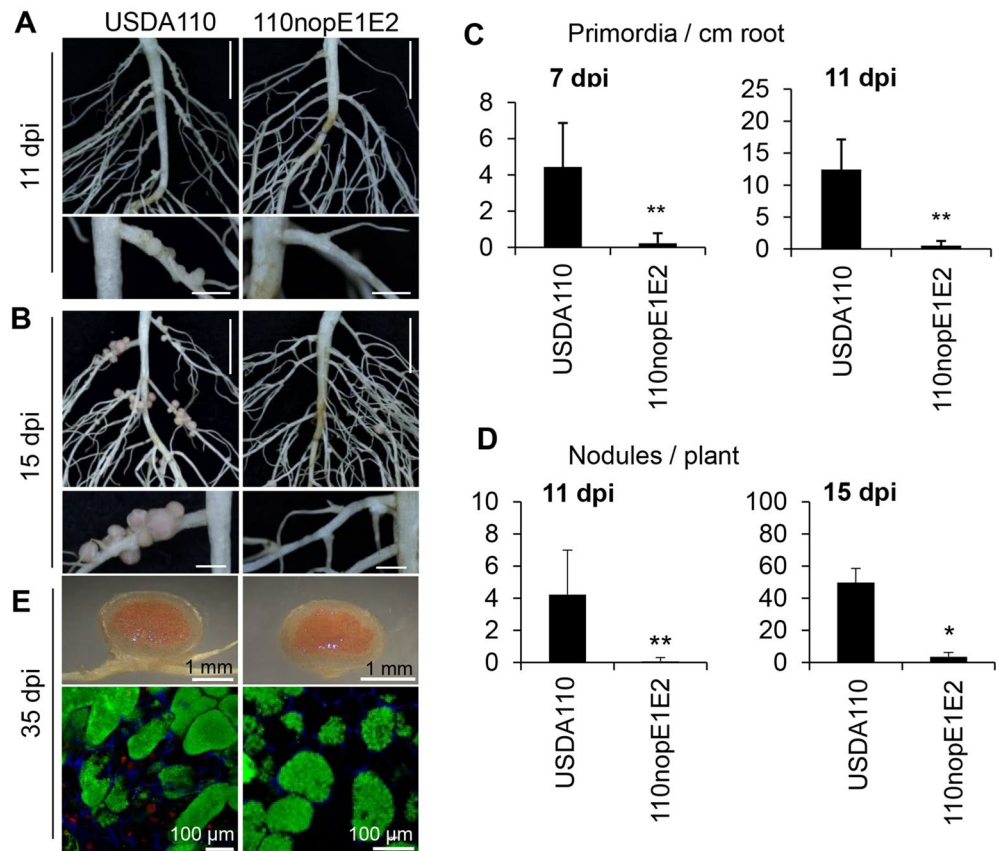 USDA110 110nopE1E2
A
11 dpi
B
15 dpi
E
1 mm 1 mm
35 dpi
100 µm 100 µm
C
Primordia / cm root
7 dpi
8
6
4
2
0
USDA110
110nopE1E2
**
11 dpi
25
20
15
10
5
0
USDA110
110nopE1E2
**
D
Nodules / plant
11 dpi
10
8
6
4
2
0
USDA110
110nopE1E2
**
15 dpi
100
80
60
40
20
0
USDA110
110nopE1E2
*